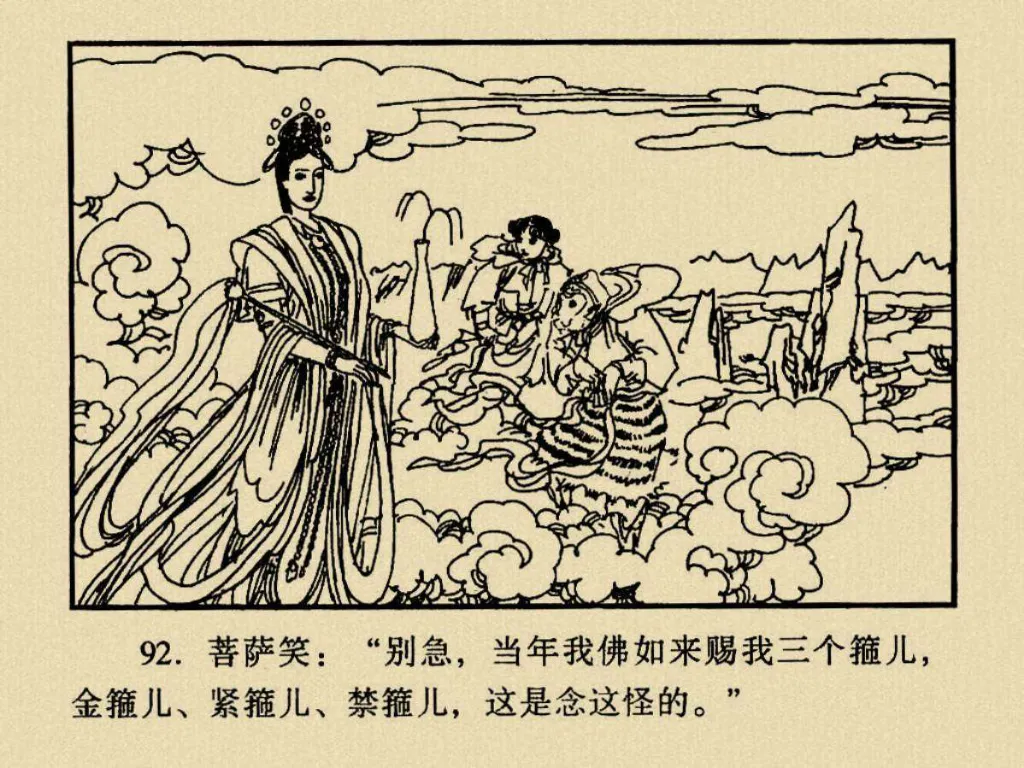 92. 菩萨笑：“别急，当年我佛如来赐我三个箍儿，
金箍儿、紧箍儿、禁箍儿，这是念这怪的。”